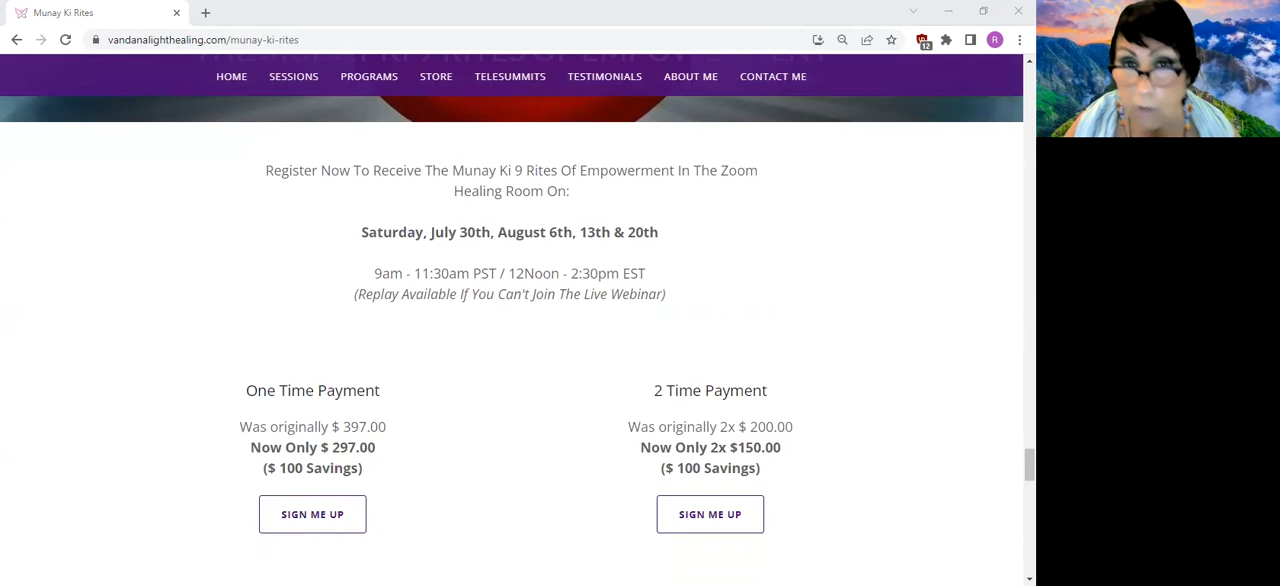 Munay Ki Rites
vandanalighthealing.com/munay-ki-rites
12
R
HOME
SESSIONS
PROGRAMS
STORE
TELESUMMITS
TESTIMONIALS
ABOUT ME
CONTACT ME
Register Now To Receive The Munay Ki 9 Rites Of Empowerment In The Zoom
Healing Room On:
Saturday, July 30th, August 6th, 13th & 20th
9am - 11:30am PST / 12Noon - 2:30pm EST
(Replay Available If You Can't Join The Live Webinar)
One Time Payment
Was originally $ 397.00
Now Only $ 297.00
($ 100 Savings)
SIGN ME UP
2 Time Payment
Was originally 2x $ 200.00
Now Only 2x $150.00
($ 100 Savings)
SIGN ME UP